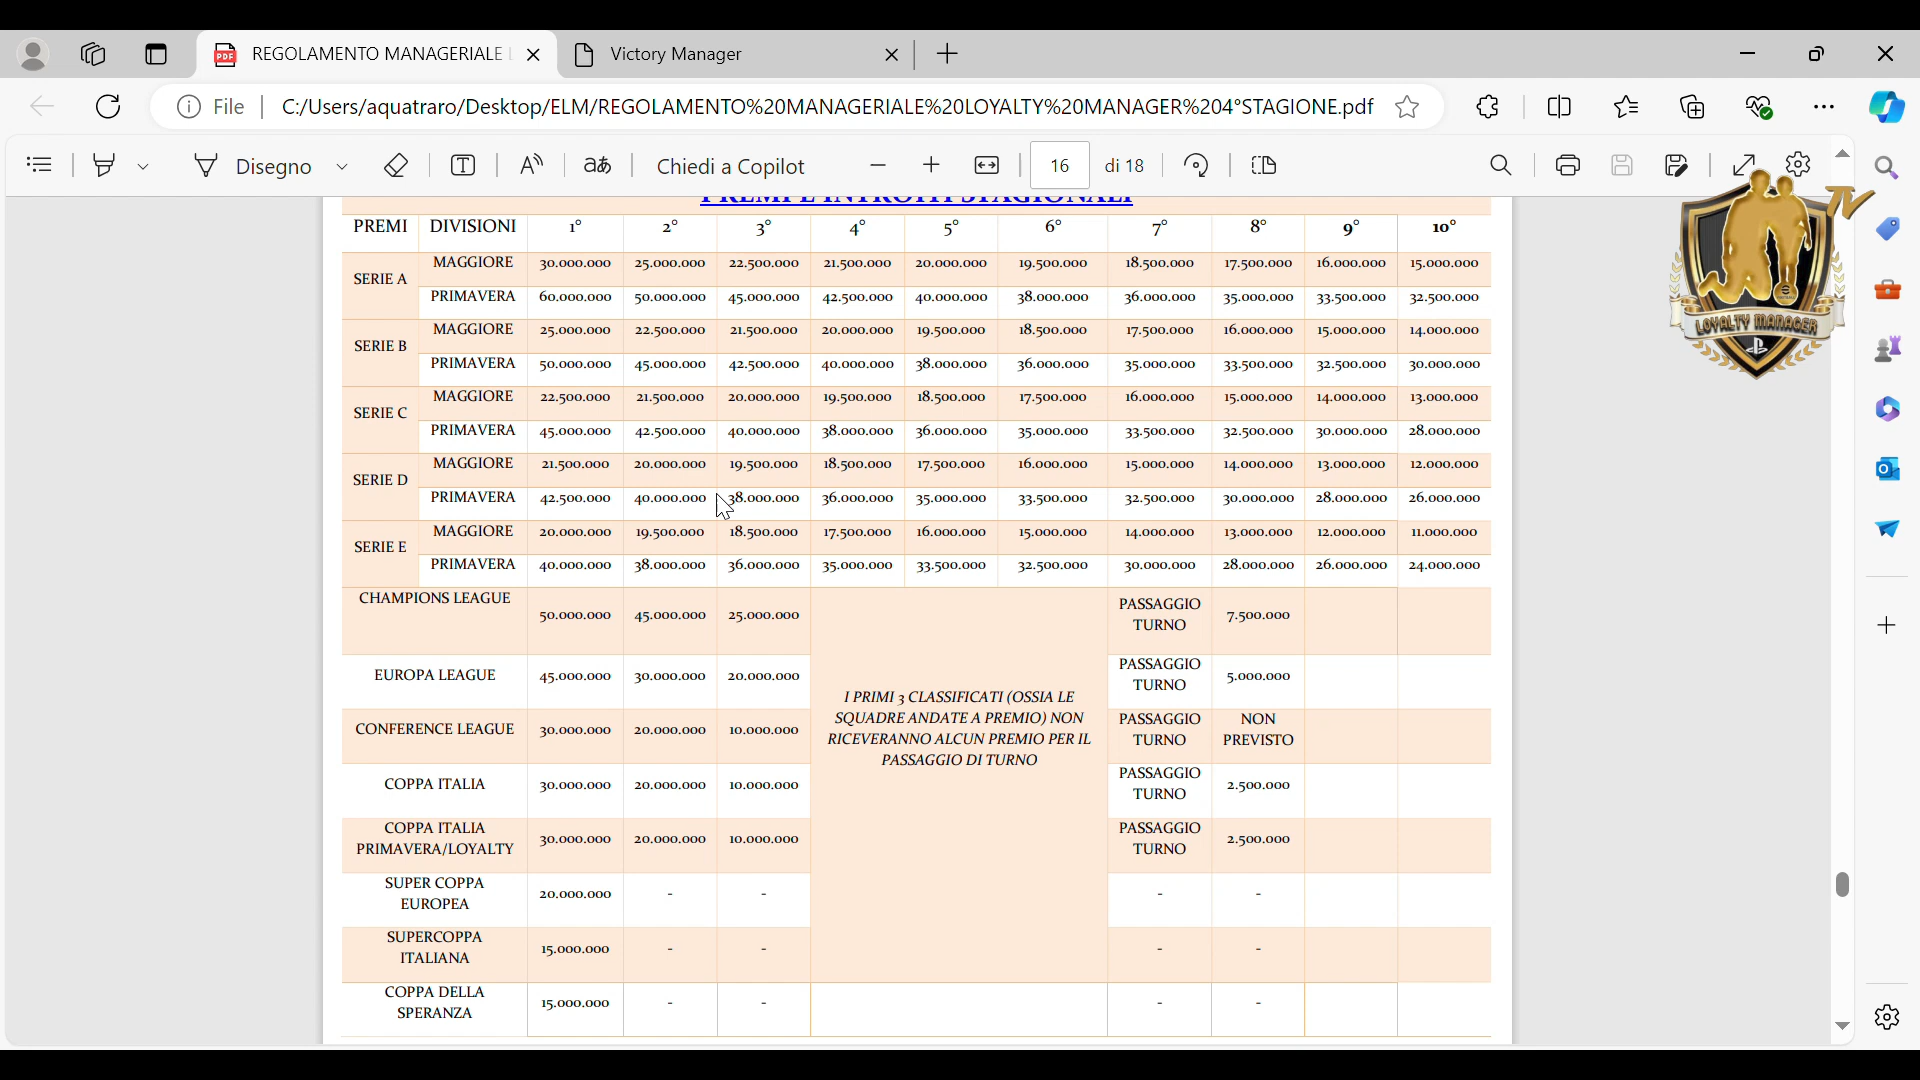 REGOLAMENTO MANAGERIALE L
Victory Manager
File
C:/Users/aquatraro/Desktop/ELM/REGOLAMENTO%20MANAGERIALE%20LOYALTY%20MANAGER%204°STAGIONE.pdf
Disegno
Chiedi a Copilot
16
di 18
TV
LOYALTY MANAGER
PREMI E INTROITI STAGIONALI
PREMI DIVISIONI 1° 2° 3° 4° 5° 6° 7° 8° 9° 10°
SERIE A
MAGGIORE 30.000.000 25.000.000 22.500.000 21.500.000 20.000.000 19.500.000 18.500.000 17.500.000 16.000.000 15.000.000
PRIMAVERA 60.000.000 50.000.000 45.000.000 42.500.000 40.000.000 38.000.000 36.000.000 35.000.000 33.500.000 32.500.000
SERIE B
MAGGIORE 25.000.000 22.500.000 21.500.000 20.000.000 19.500.000 18.500.000 17.500.000 16.000.000 15.000.000 14.000.000
PRIMAVERA 50.000.000 45.000.000 42.500.000 40.000.000 38.000.000 36.000.000 35.000.000 33.500.000 32.500.000 30.000.000
SERIE C
MAGGIORE 22.500.000 21.500.000 20.000.000 19.500.000 18.500.000 17.500.000 16.000.000 15.000.000 14.000.000 13.000.000
PRIMAVERA 45.000.000 42.500.000 40.000.000 38.000.000 36.000.000 35.000.000 33.500.000 32.500.000 30.000.000 28.000.000
SERIE D
MAGGIORE 21.500.000 20.000.000 19.500.000 18.500.000 17.500.000 16.000.000 15.000.000 14.000.000 13.000.000 12.000.000
PRIMAVERA 42.500.000 40.000.000 38.000.000 36.000.000 35.000.000 33.500.000 32.500.000 30.000.000 28.000.000 26.000.000
SERIE E
MAGGIORE 20.000.000 19.500.000 18.500.000 17.500.000 16.000.000 15.000.000 14.000.000 13.000.000 12.000.000 11.000.000
PRIMAVERA 40.000.000 38.000.000 36.000.000 35.000.000 33.500.000 32.500.000 30.000.000 28.000.000 26.000.000 24.000.000
CHAMPIONS LEAGUE 50.000.000 45.000.000 25.000.000
PASSAGGIO
TURNO
7.500.000
EUROPA LEAGUE 45.000.000 30.000.000 20.000.000
PASSAGGIO
TURNO
5.000.000
I PRIMI 3 CLASSIFICATI (OSSIA LE
SQUADRE ANDATE A PREMIO) NON
RICEVERANNO ALCUN PREMIO PER IL
PASSAGGIO DI TURNO
CONFERENCE LEAGUE 30.000.000 20.000.000 10.000.000
PASSAGGIO
TURNO
NON
PREVISTO
COPPA ITALIA 30.000.000 20.000.000 10.000.000
PASSAGGIO
TURNO
2.500.000
COPPA ITALIA
PRIMAVERA/LOYALTY
30.000.000 20.000.000 10.000.000
PASSAGGIO
TURNO
2.500.000
SUPER COPPA
EUROPEA
20.000.000 - - - -
SUPERCOPPA
ITALIANA
15.000.000 - - - -
COPPA DELLA
SPERANZA
15.000.000 - - - -